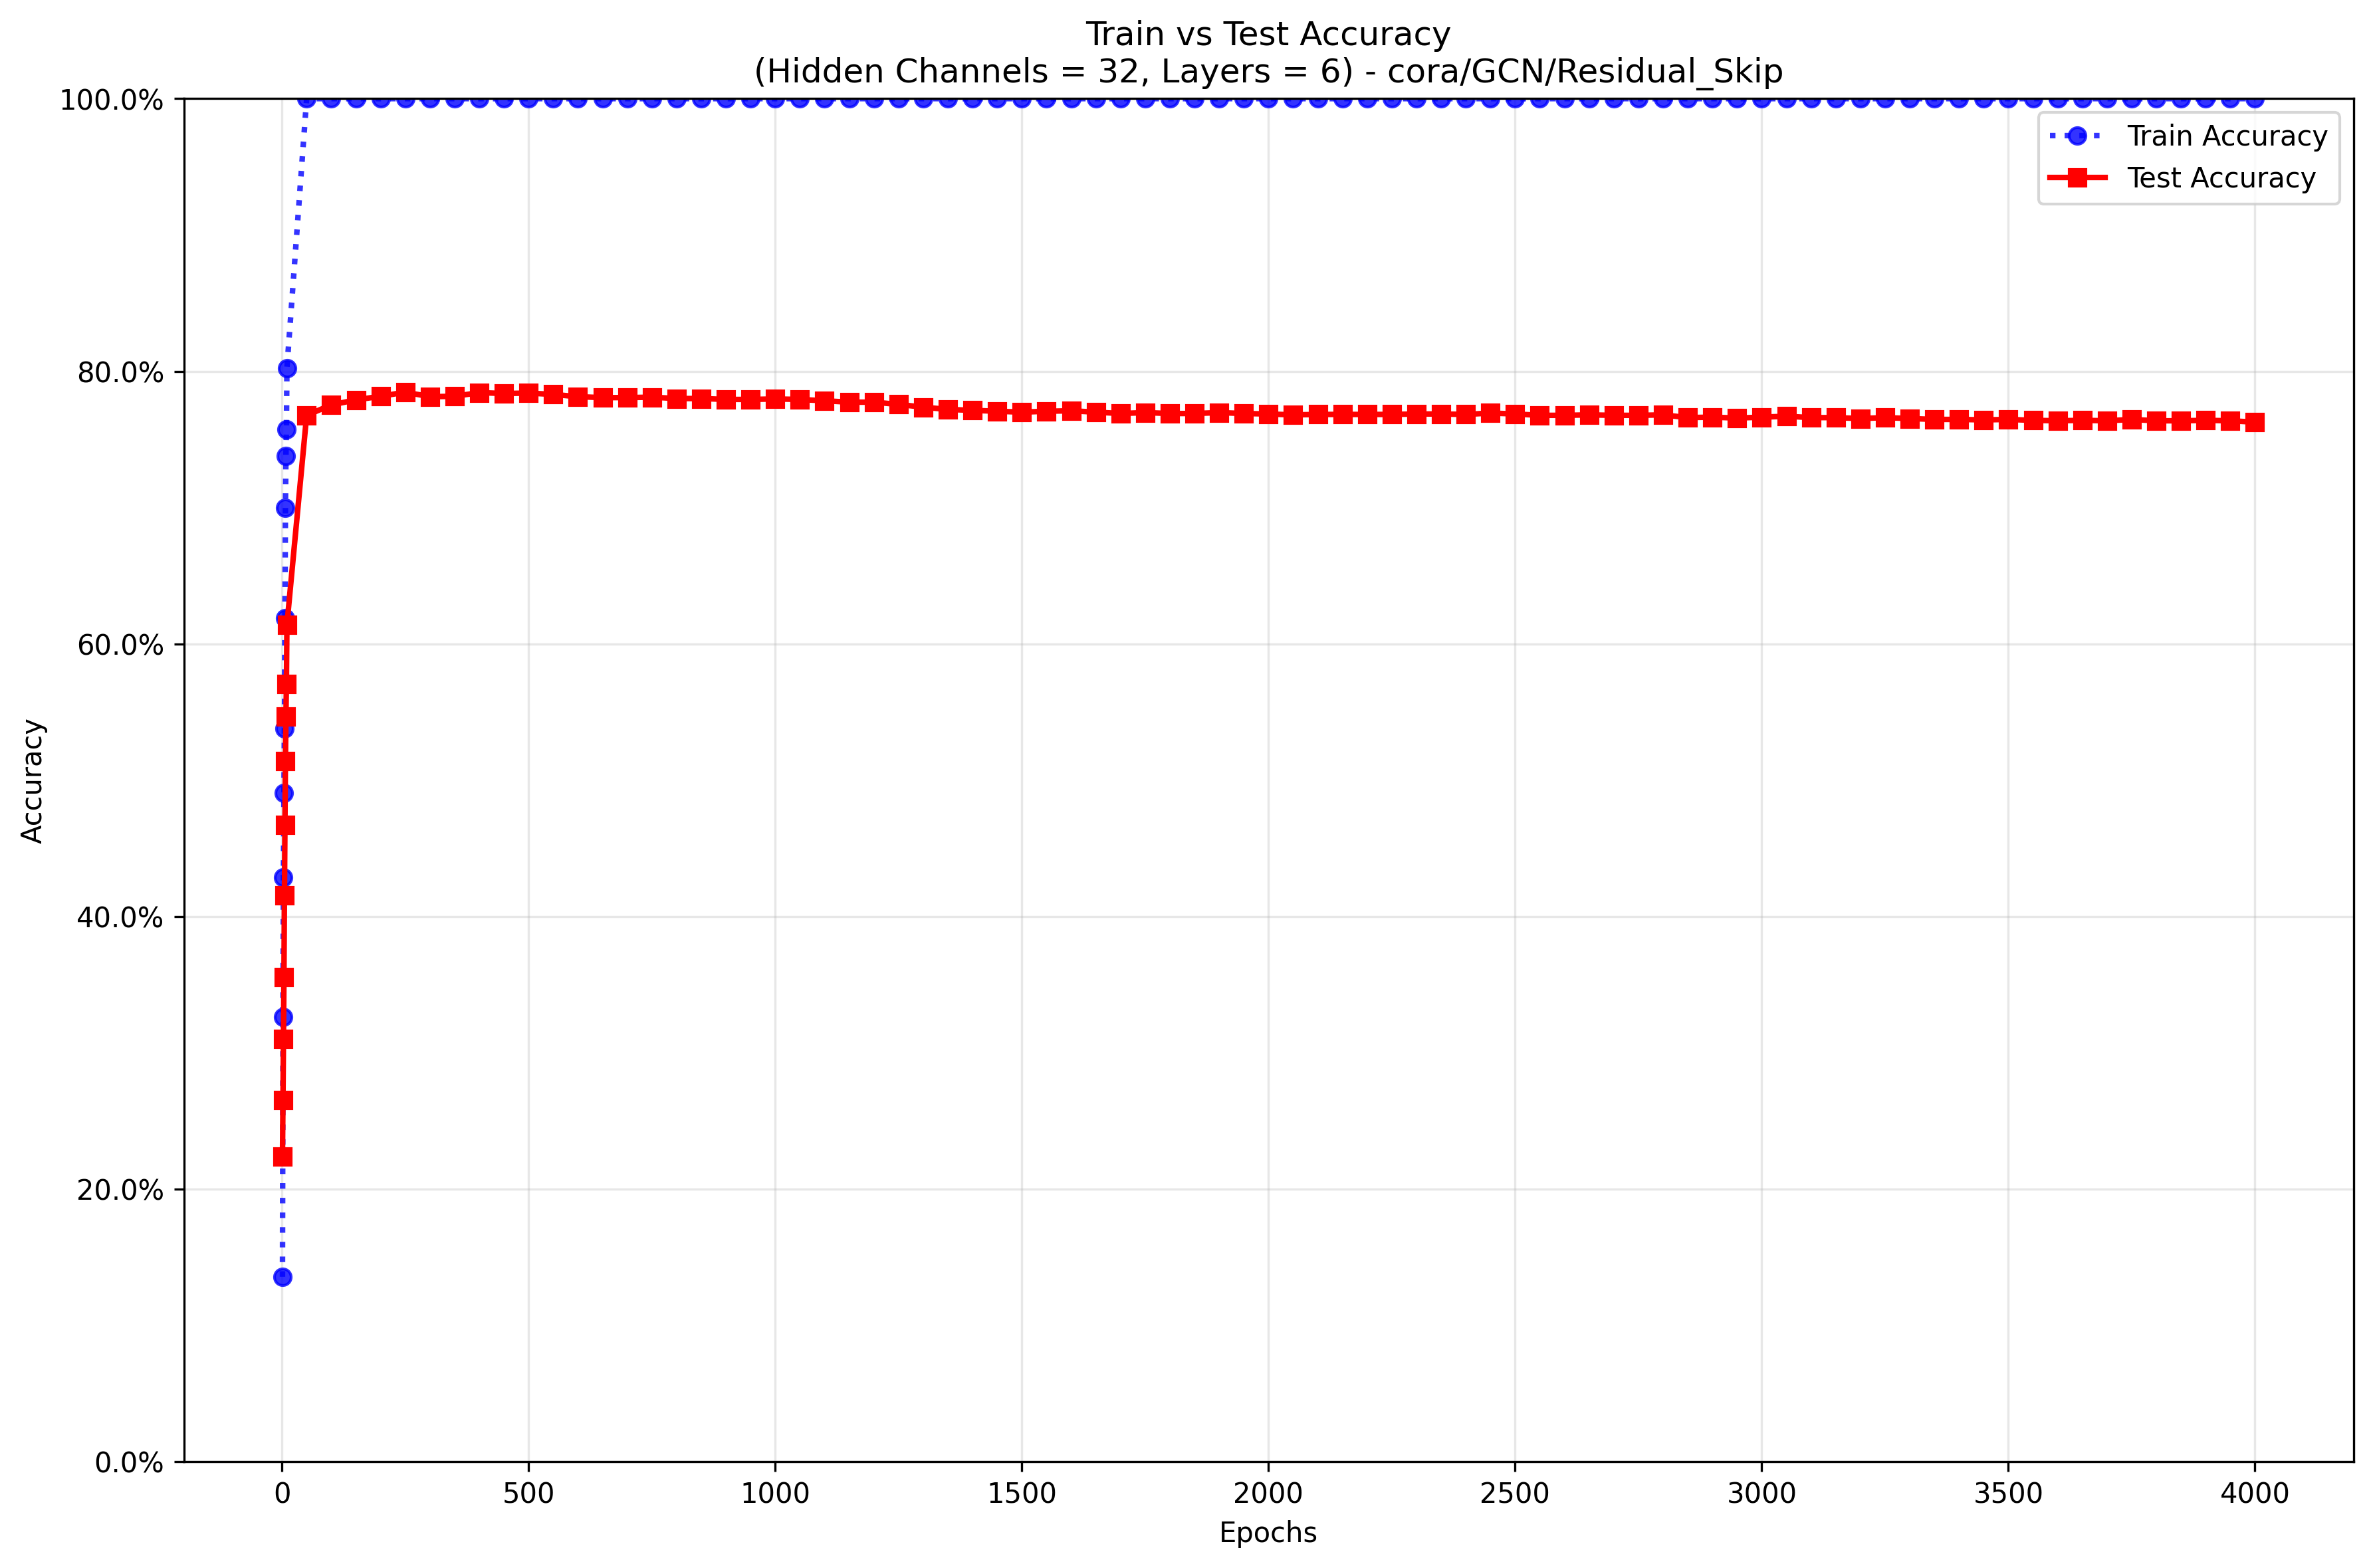 Train vs Test Accuracy
(Hidden Channels = 32, Layers = 6) - cora/GCN/Residual_Skip
100.0%
80.0%
60.0%
40.0%
20.0%
0.0%
Accuracy
Train Accuracy
Test Accuracy
0 500 1000 1500 2000 2500 3000 3500 4000
Epochs